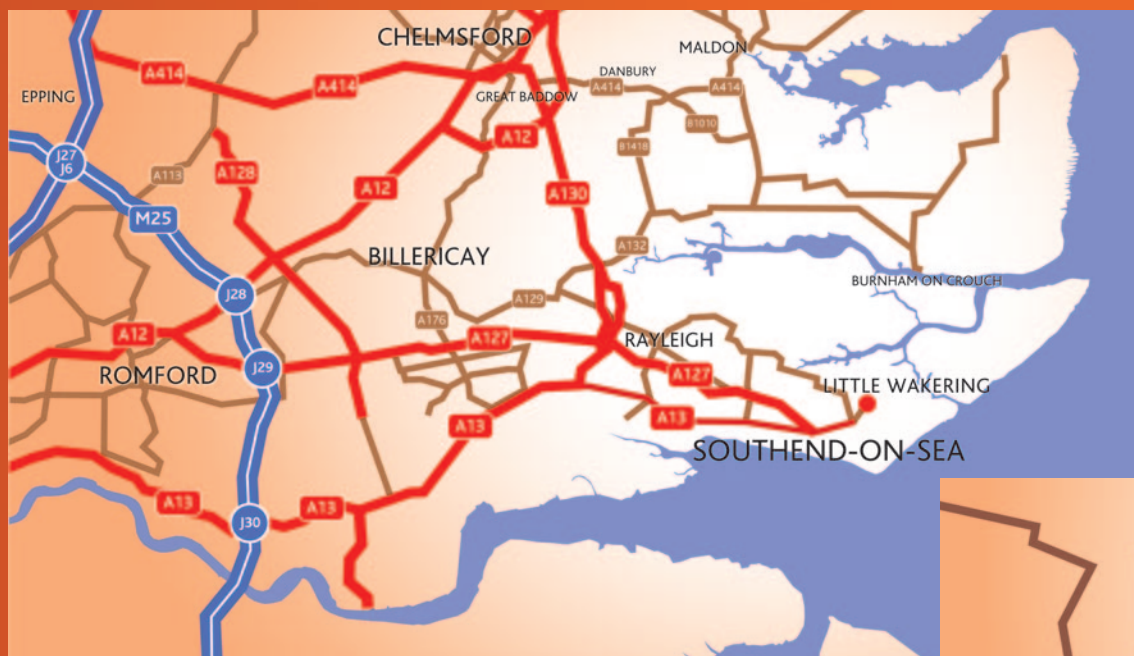 CHELMSFORD
MALDON
A414
A414
DANBURY
A414
A414
EPPING
GREAT BADDOW
B1010
A12
B1418
J27
J6
A113
A128
A12
A130
M25
A132
BILLERICAY
BURNHAM ON CROUCH
J28
A129
A176
A12
A127
RAYLEIGH
J29
ROMFORD
A127
LITTLE WAKERING
A13
A13
SOUTHEND-ON-SEA
A13
A13
J30